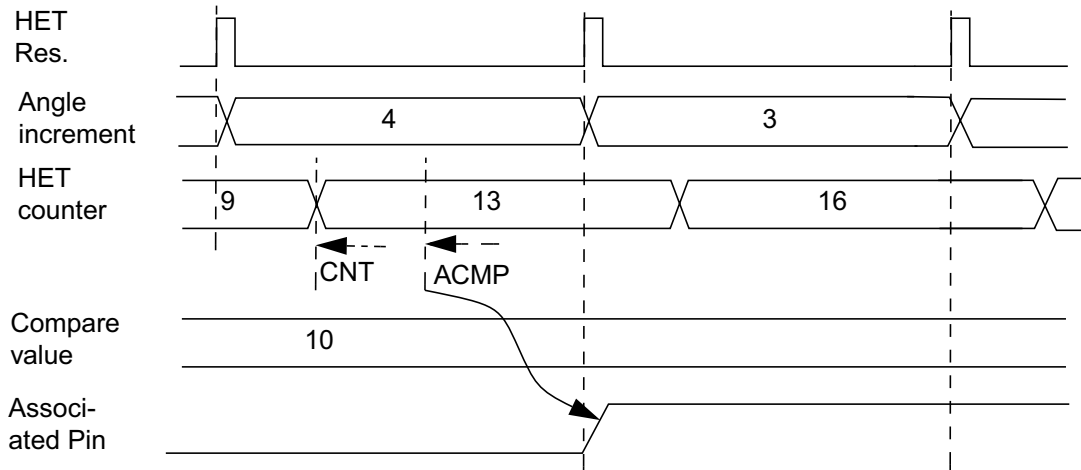 HET
Res.
Angle
increment
4
3
HET
counter
9
13
16
CNT
ACMP
Compare
value
10
Associ-
ated Pin